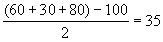 (60 + 30 + 80) − 100
2
= 35